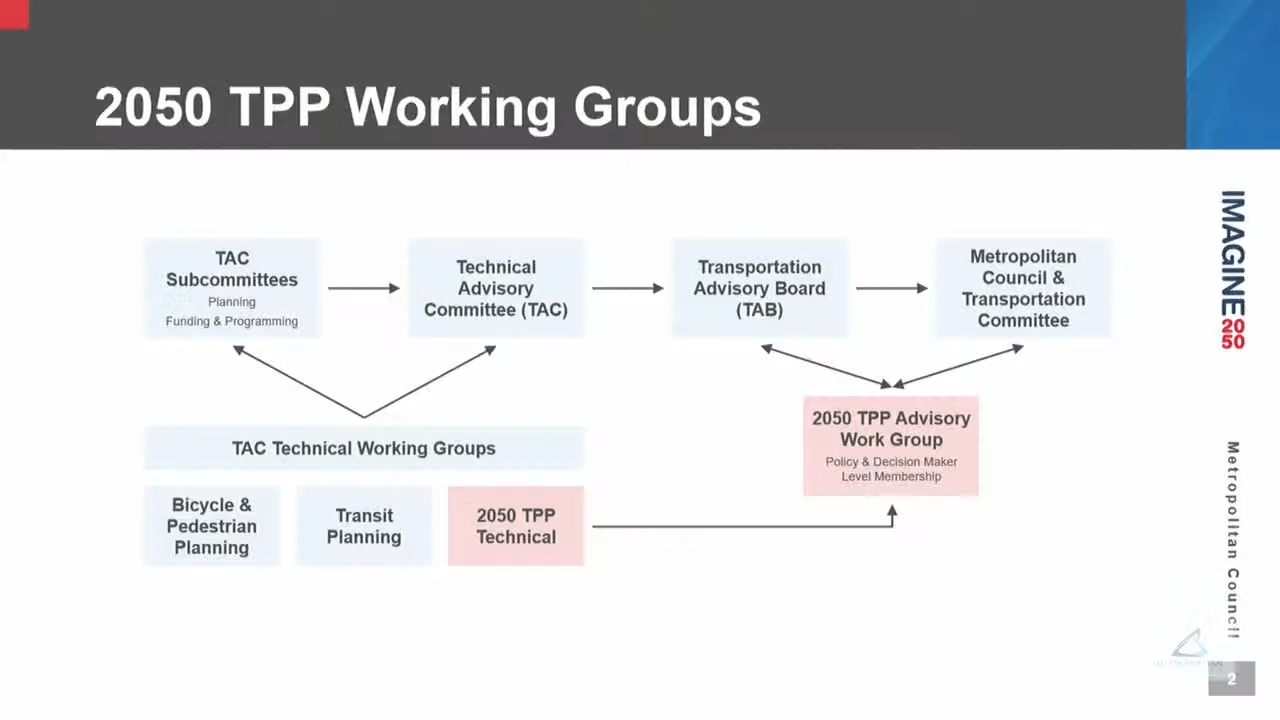 2050 TPP Working Groups
TAC
Subcommittees
Planning
Funding & Programming
Technical
Advisory
Committee (TAC)
Transportation
Advisory Board
(TAB)
Metropolitan
Council &
Transportation
Committee
TAC Technical Working Groups
Bicycle &
Pedestrian
Planning
Transit
Planning
2050 TPP
Technical
2050 TPP Advisory
Work Group
Policy & Decision Maker
Level Membership
IMAGINE
20
50
Metropolitan Council
2